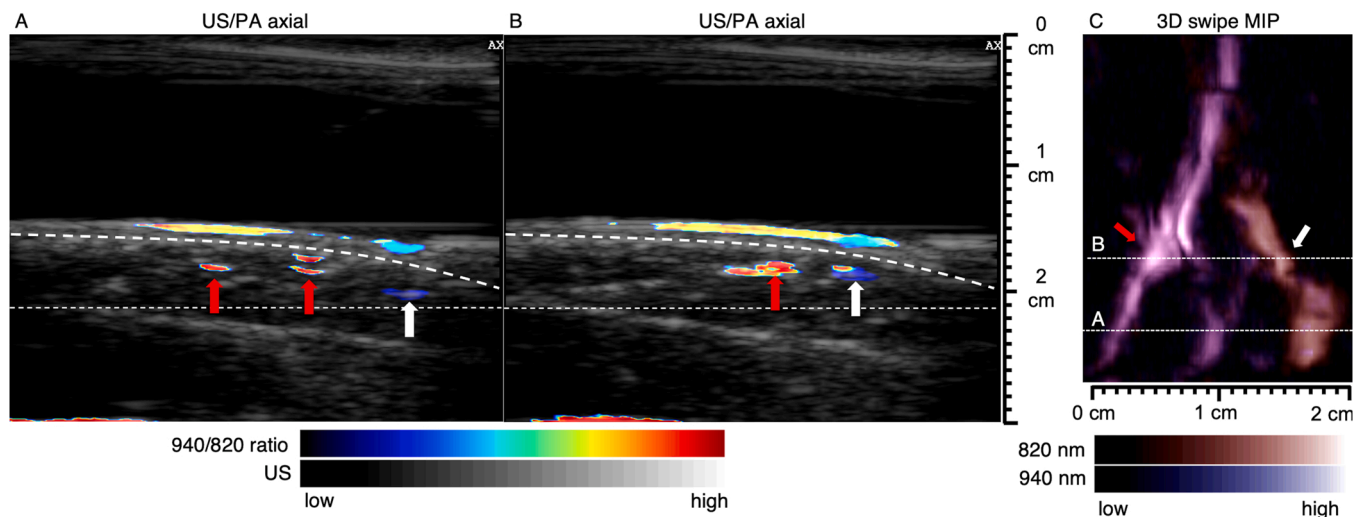 A US/PA axial
AX
B US/PA axial
AX
0
cm
1
cm
2
cm
C 3D swipe MIP
B
A
0 cm 1 cm 2 cm
940/820 ratio
US
low high
820 nm
940 nm
low high